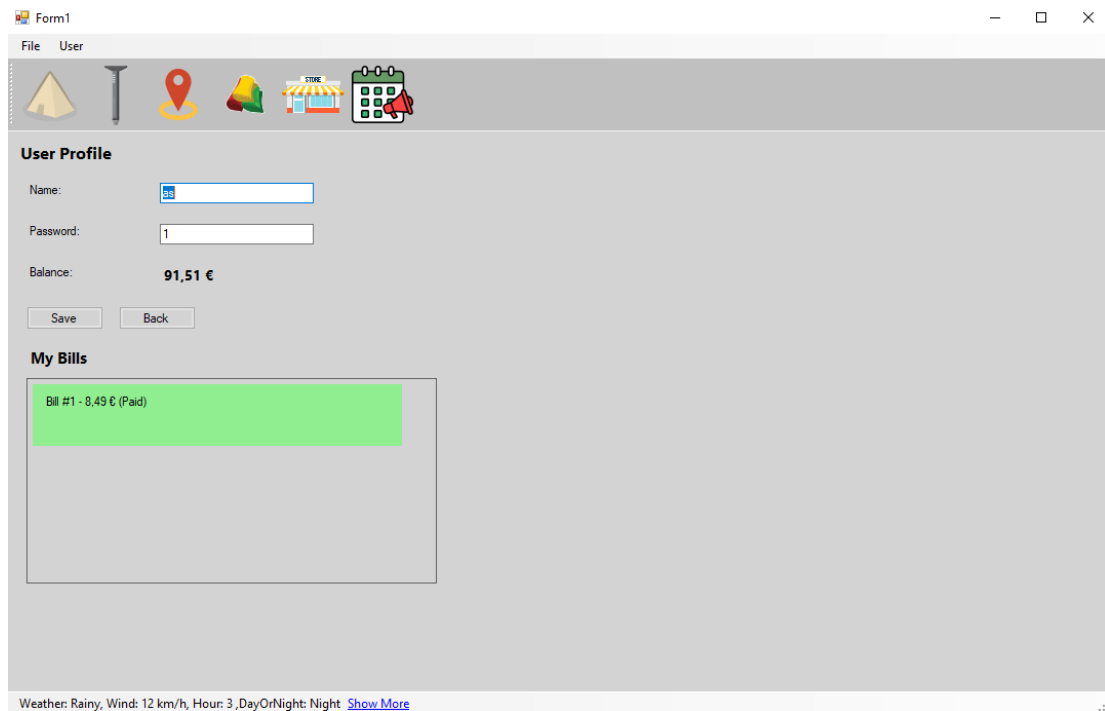 Form1
File User
STORE
User Profile
Name: as
Password: 1
Balance: 91,51 €
Save Back
My Bills
Bill #1 - 8,49 € (Paid)
Weather: Rainy, Wind: 12 km/h, Hour: 3 ,DayOrNight: Night Show More